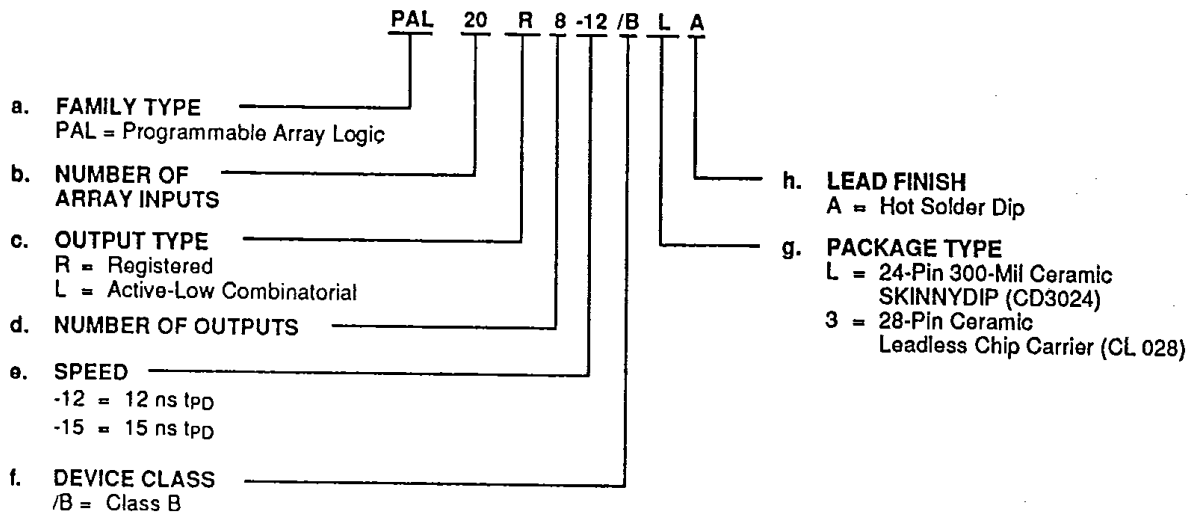 PAL 20 R 8 -12 /B L A
a. FAMILY TYPE
PAL = Programmable Array Logic
b. NUMBER OF
ARRAY INPUTS
c. OUTPUT TYPE
R = Registered
L = Active-Low Combinatorial
d. NUMBER OF OUTPUTS
e. SPEED
-12 = 12 ns tPD
-15 = 15 ns tPD
f. DEVICE CLASS
/B = Class B
h. LEAD FINISH
A = Hot Solder Dip
g. PACKAGE TYPE
L = 24-Pin 300-Mil Ceramic
SKINNYDIP (CD3024)
3 = 28-Pin Ceramic
Leadless Chip Carrier (CL 028)